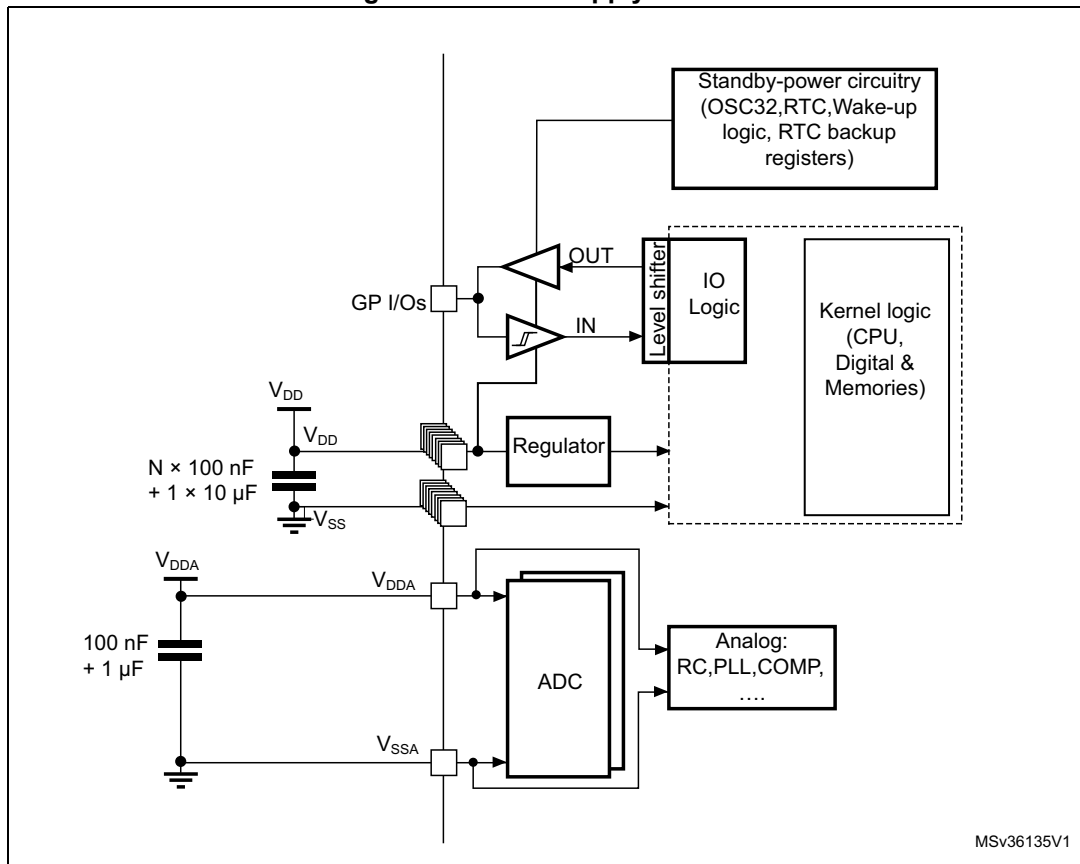 Standby-power circuitry
(OSC32,RTC,Wake-up
logic, RTC backup
registers)
OUT
Level shifter
IO
Logic
GP I/Os
IN
Kernel logic
(CPU,
Digital &
Memories)
VDD
VDD
Regulator
N × 100 nF
+ 1 × 10 µF
VSS
VDDA
VDDA
100 nF
+ 1 µF
ADC
Analog:
RC,PLL,COMP,
....
VSSA
MSv36135V1